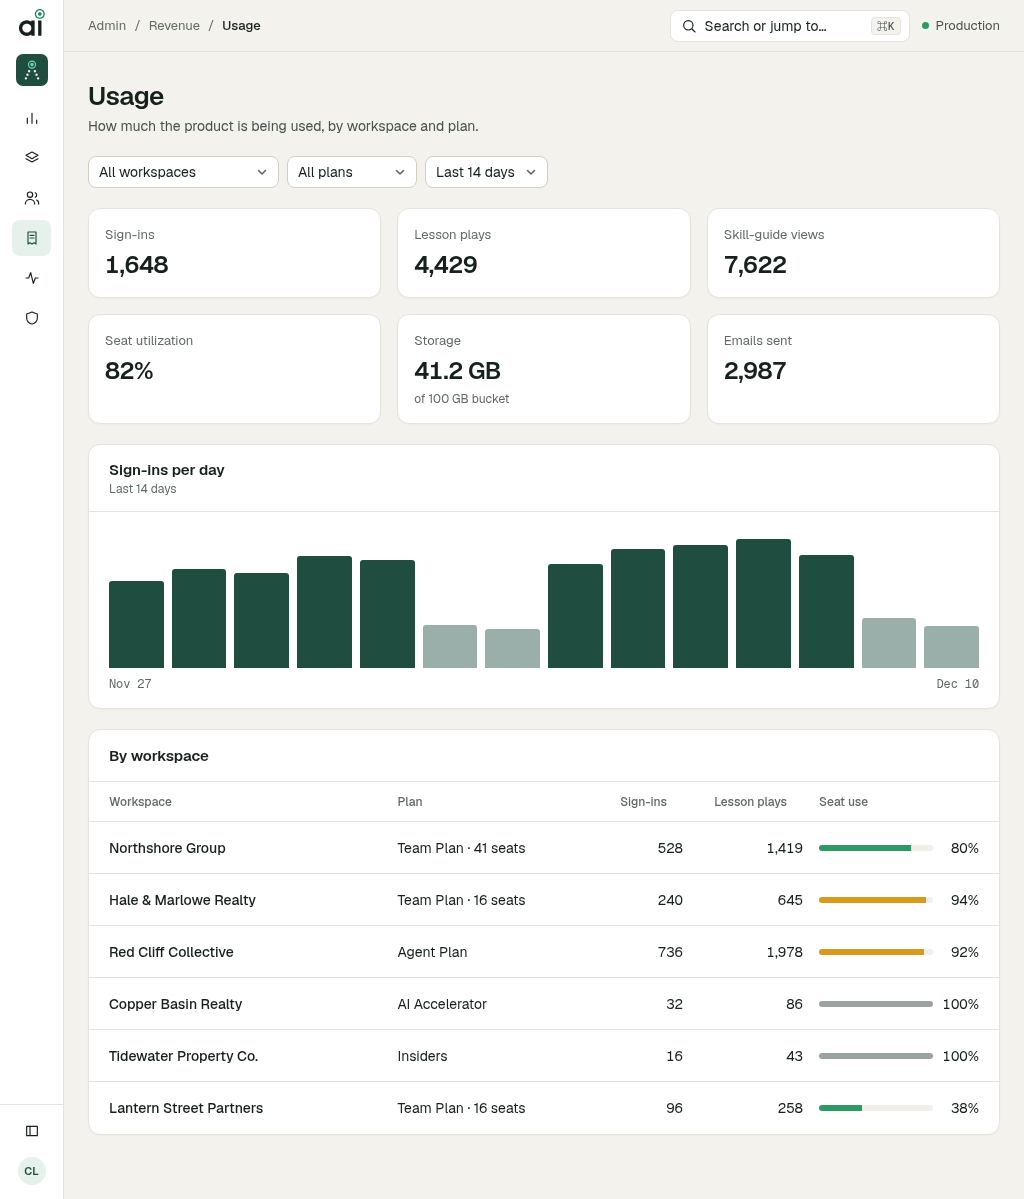 ai
Admin / Revenue / Usage
Search or jump to…
⌘K
Production
Usage
How much the product is being used, by workspace and plan.
All workspaces
All plans
Last 14 days
Sign-ins
1,648
Lesson plays
4,429
Skill-guide views
7,622
Seat utilization
82%
Storage
41.2 GB
of 100 GB bucket
Emails sent
2,987
Sign-ins per day
Last 14 days
Nov 27
Dec 10
By workspace
Workspace Plan Sign-ins Lesson plays Seat use
Northshore Group Team Plan · 41 seats 528 1,419 80%
Hale & Marlowe Realty Team Plan · 16 seats 240 645 94%
Red Cliff Collective Agent Plan 736 1,978 92%
Copper Basin Realty AI Accelerator 32 86 100%
Tidewater Property Co. Insiders 16 43 100%
Lantern Street Partners Team Plan · 16 seats 96 258 38%
CL